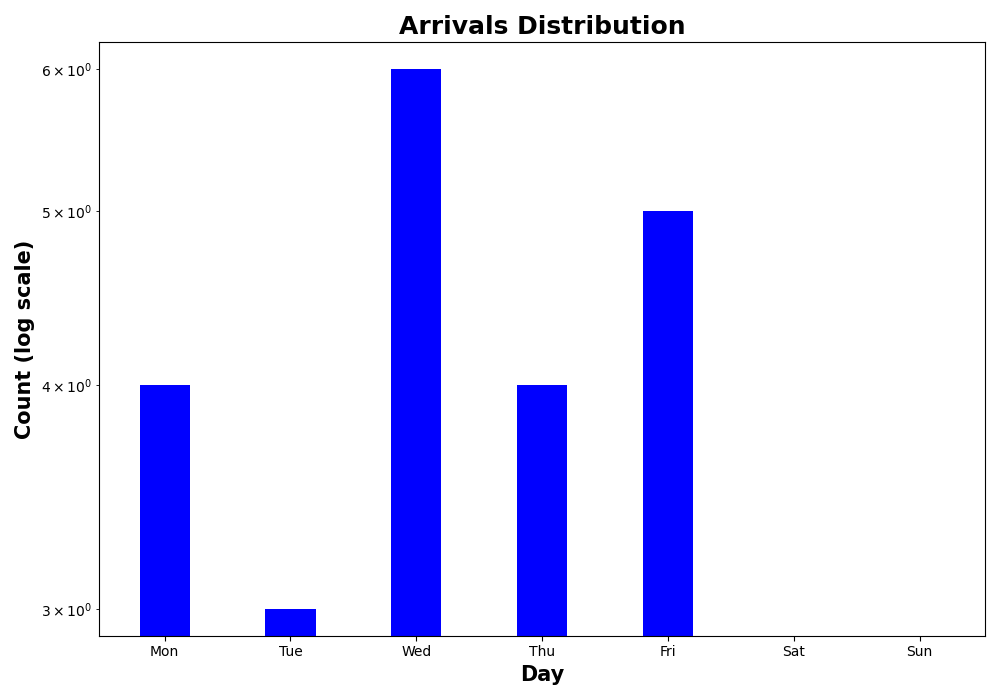 Arrivals Distribution
6 × 10⁰
5 × 10⁰
4 × 10⁰
3 × 10⁰
Count (log scale)
Mon Tue Wed Thu Fri Sat Sun
Day